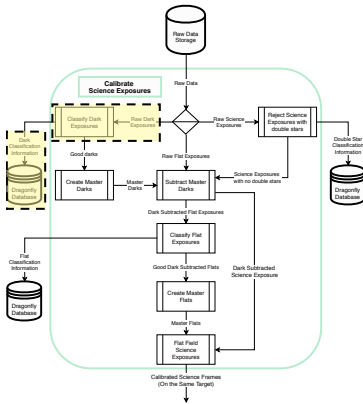 Raw Data
Storage
Calibrate
Science Exposures
Raw Data
Classify Dark
Exposures
Raw Dark
Exposures
Raw Science
Exposures
Reject Science
Exposures with
double stars
Dark
Classification
Information
Good darks
Raw Flat Exposures
Double Star
Classification
Information
Dragonfly
Database
Create Master
Darks
Master
Darks
Subtract Master
Darks
Science Exposures
with no double stars
Dragonfly
Database
Dark Subtracted Flat Exposures
Classify Flat
Exposures
Flat
Classification
Information
Good Dark Subtracted Flats
Dark Subtracted
Science Exposure
Dragonfly
Database
Create Master
Flats
Master Flats
Flat Field
Science
Exposures
Calibrated Science Frames
(On the Same Target)